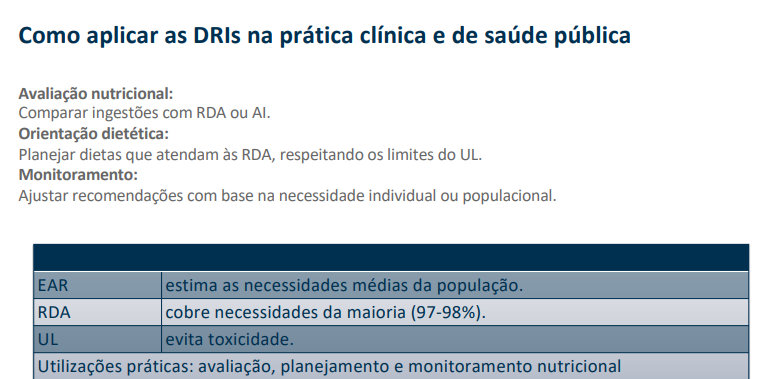 Como aplicar as DRIs na prática clínica e de saúde pública
Avaliação nutricional:
Comparar ingestões com RDA ou AI.
Orientação dietética:
Planejar dietas que atendam às RDA, respeitando os limites do UL.
Monitoramento:
Ajustar recomendações com base na necessidade individual ou populacional.
EAR estima as necessidades médias da população.
RDA cobre necessidades da maioria (97-98%).
UL evita toxicidade.
Utilizações práticas: avaliação, planejamento e monitoramento nutricional